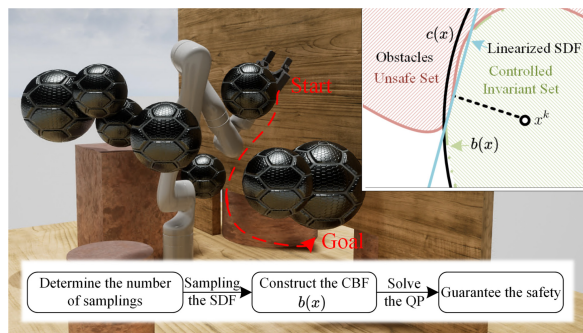 c(x)
Linearized SDF
Obstacles
Unsafe Set
Controlled
Invariant Set
x^k
b(x)
Start
Goal
Determine the number
of samplings
Sampling
the SDF
Construct the CBF
b(x)
Solve
the QP
Guarantee the safety